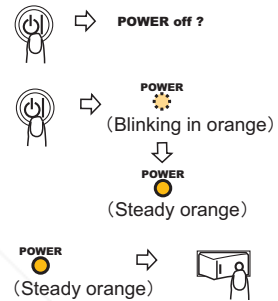 POWER off ?
POWER
(Blinking in orange)
POWER
(Steady orange)
POWER
(Steady orange)